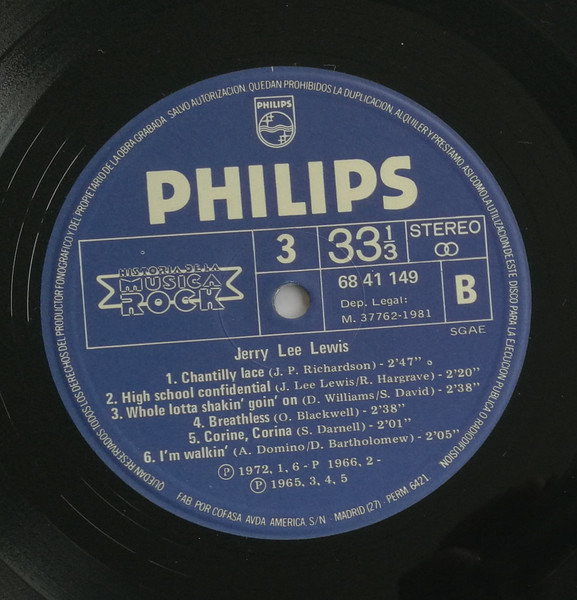 QUEDAN RESERVADOS TODOS LOS DERECHOS DEL PRODUCTOR FONOGRAFICO Y DEL PROPIETARIO DE LA OBRA GRABADA. SALVO AUTORIZACION, QUEDAN PROHIBIDOS LA DUPLICACION, ALQUILER Y PRESTAMO, ASI COMO LA UTILIZACION DE ESTE DISCO PARA LA EJECUCION PUBLICA O RADIODIFUSION.
PHILIPS
PHILIPS
HISTORIA DE LA
MUSICA
ROCK
3
33 1/3
STEREO
68 41 149
Dep. Legal:
M. 37762-1981
B
SGAE
Jerry Lee Lewis
1. Chantilly lace (J. P. Richardson) - 2'47''
2. High school confidential (J. Lee Lewis/R. Hargrave) - 2'20''
3. Whole lotta shakin' goin' on (D. Williams/S. David) - 2'38''
4. Breathless (O. Blackwell) - 2'38''
5. Corine, Corina (S. Darnell) - 2'01''
6. I'm walkin' (A. Domino/D. Bartholomew) - 2'05''
Ⓟ 1972, 1, 6 - P 1966, 2 -
Ⓟ 1965, 3, 4, 5
FAB. POR COFASA. AVDA. AMERICA, S/N - MADRID (27) - PERM. 6421.